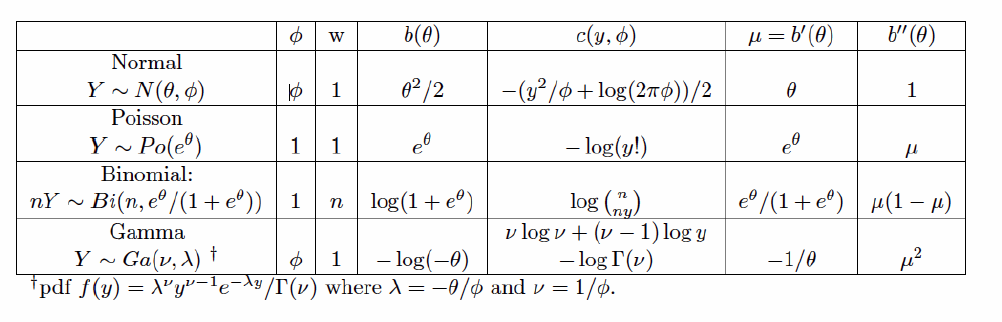 ϕ w b(θ) c(y, ϕ) μ = b′(θ) b″(θ)
Normal
Y ∼ N(θ, ϕ) ϕ 1 θ²/2 −(y²/ϕ + log(2πϕ))/2 θ 1
Poisson
Y ∼ Po(e^θ) 1 1 e^θ − log(y!) e^θ μ
Binomial:
nY ∼ Bi(n, e^θ/(1 + e^θ)) 1 n log(1 + e^θ) log (n ny) e^θ/(1 + e^θ) μ(1 − μ)
Gamma ν log ν + (ν − 1) log y
Y ∼ Ga(ν, λ) † ϕ 1 − log(−θ) − log Γ(ν) −1/θ μ²
†pdf f(y) = λ^ν y^(ν−1) e^(−λy)/Γ(ν) where λ = −θ/ϕ and ν = 1/ϕ.